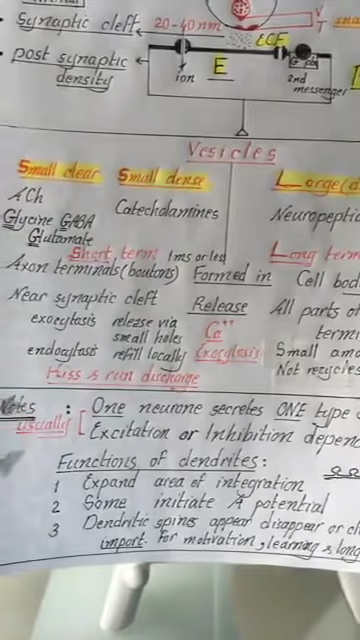 Synaptic cleft 20-40nm V
T
ECF
post synaptic
density
ion E 2nd
messenger
Vesicles
Small clear Small dense Large(d
ACh Catecholamines Neuropeptid
Glycine GABA
Glutamate
Short term 1ms or less Long term
Axon terminals (boutons) Formed in Cell bod
Near synaptic cleft Release All parts of
termi
exocytosis release via Ca++
small holes Small amo
endocytosis refill locally Exocytosis Not recycles
Kiss & run discharge
Notes : One neurone secretes ONE type o
usually [ Excitation or Inhibition depen
Functions of dendrites:
1 Expand area of integration
2 Some initiate A potential
3 Dendritic spines appear disappear or ch
import. For motivation, learning & long